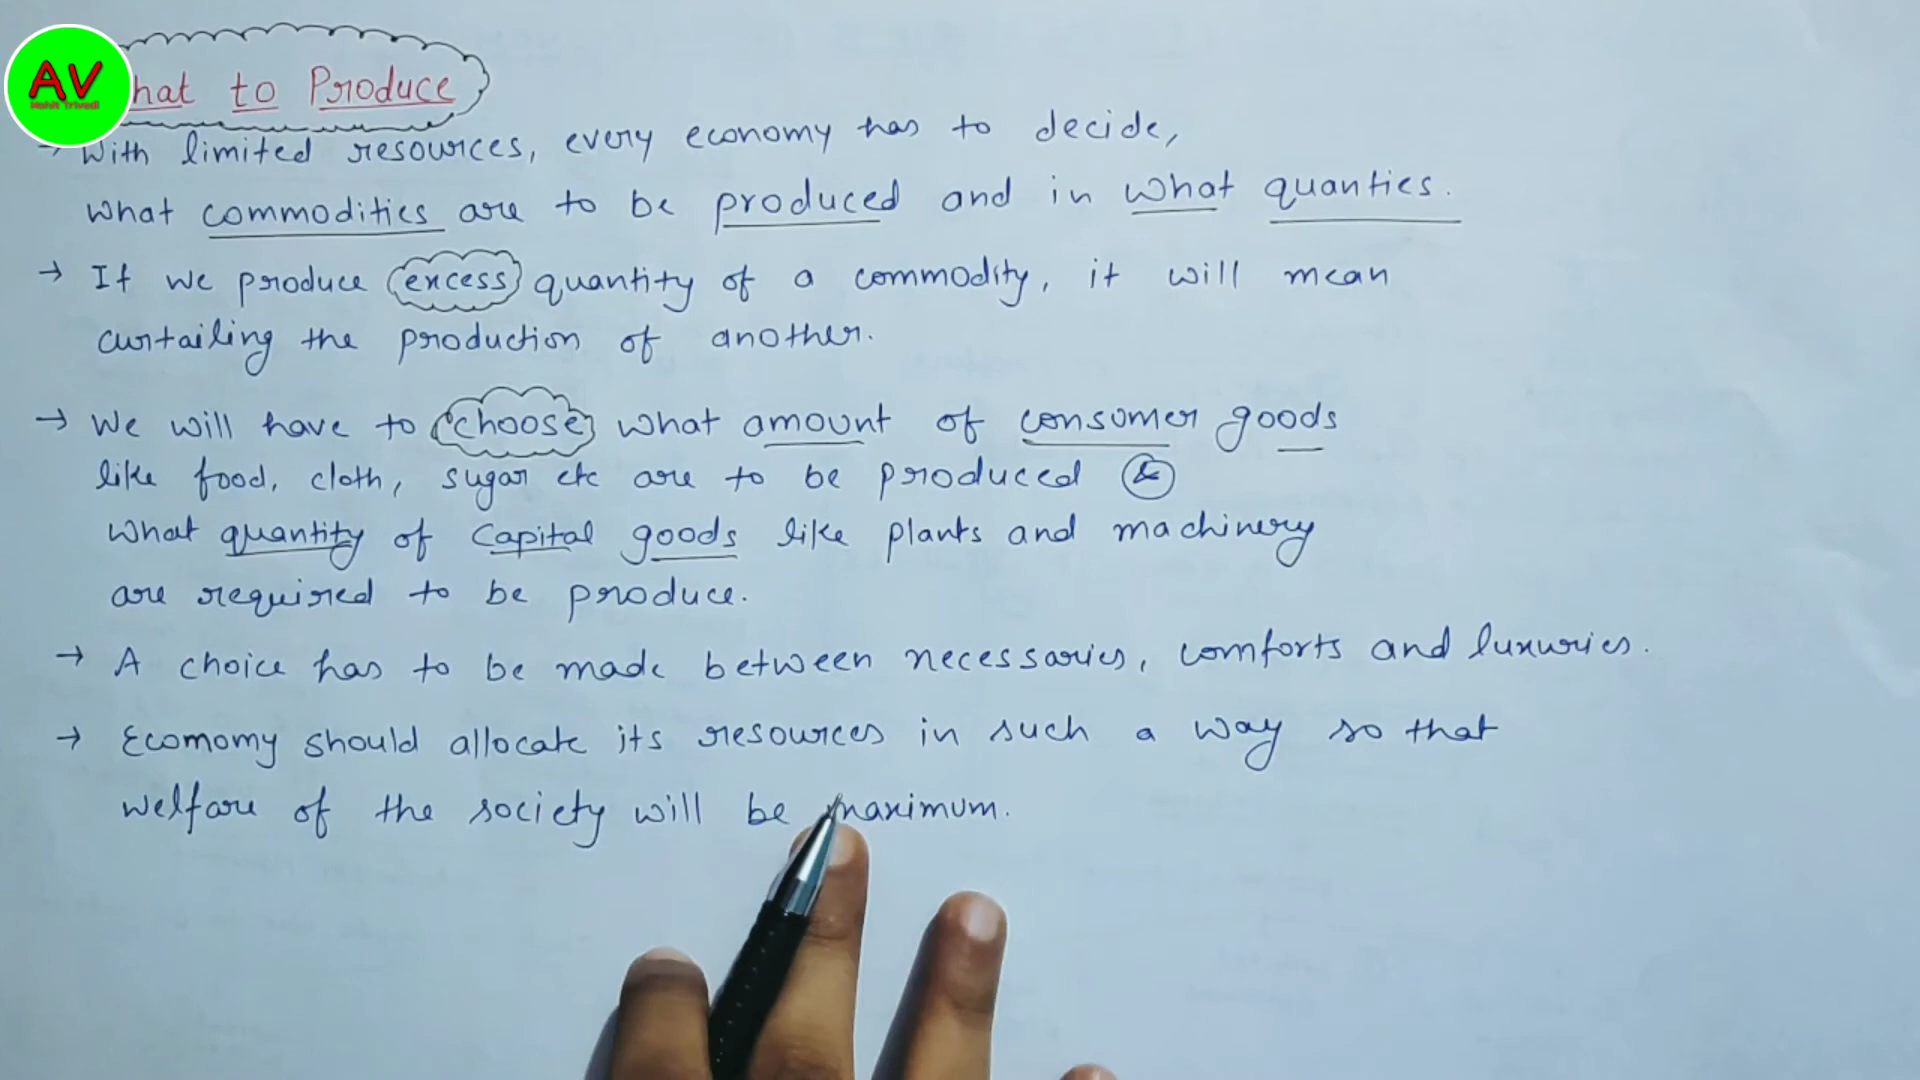 AV
Mohit Trivedi
hat to Produce
→ With limited resources, every economy has to decide,
what commodities are to be produced and in what quanties.
→ If we produce excess quantity of a commodity, it will mean
curtailing the production of another.
→ We will have to choose what amount of consumer goods
like food, cloth, sugar etc are to be produced &
what quantity of capital goods like plants and machinery
are required to be produce.
→ A choice has to be made between necessaries, comforts and luxuries.
→ Ecomomy should allocate its resources in such a way so that
welfare of the society will be maximum.